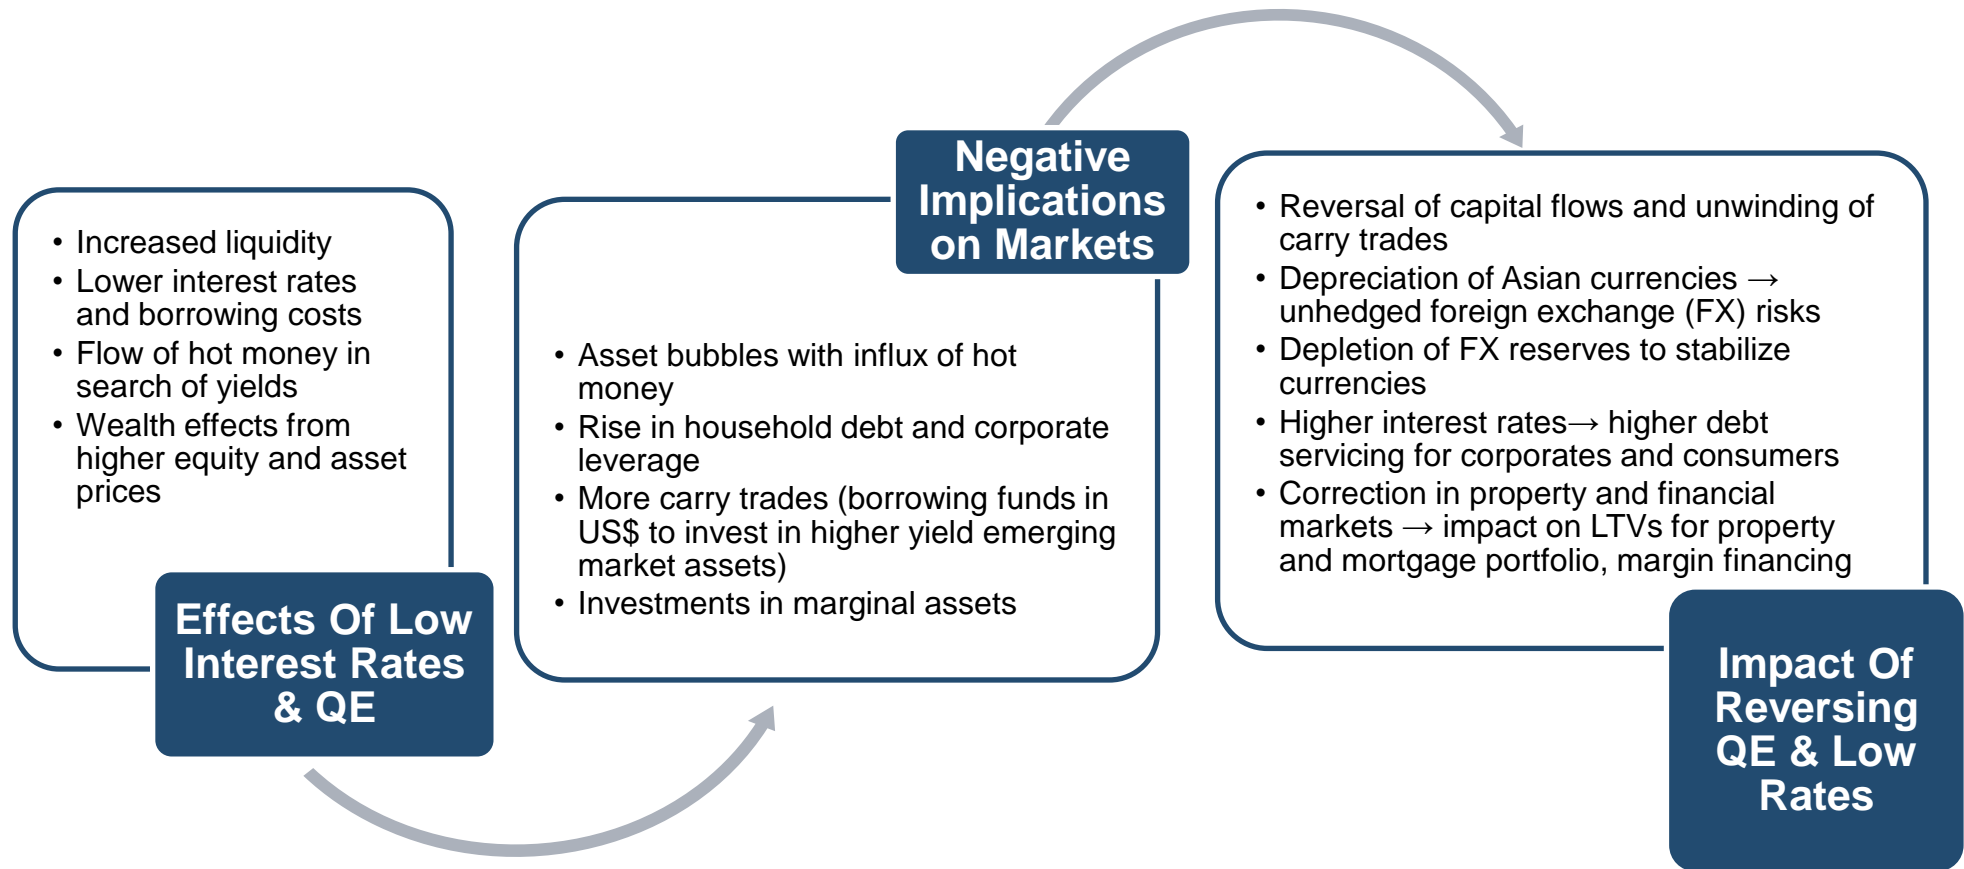 • Increased liquidity
• Lower interest rates
and borrowing costs
• Flow of hot money in
search of yields
• Wealth effects from
higher equity and asset
prices
Effects Of Low
Interest Rates
& QE
Negative
Implications
on Markets
• Asset bubbles with influx of hot
money
• Rise in household debt and corporate
leverage
• More carry trades (borrowing funds in
US$ to invest in higher yield emerging
market assets)
• Investments in marginal assets
• Reversal of capital flows and unwinding of
carry trades
• Depreciation of Asian currencies →
unhedged foreign exchange (FX) risks
• Depletion of FX reserves to stabilize
currencies
• Higher interest rates→ higher debt
servicing for corporates and consumers
• Correction in property and financial
markets → impact on LTVs for property
and mortgage portfolio, margin financing
Impact Of
Reversing
QE & Low
Rates